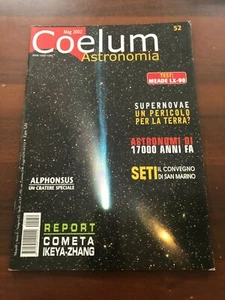 Mag 2002
52
Coelum
Astronomia
TEST:
MEADE LX-90
SUPERNOVAE
UN PERICOLO
PER LA TERRA?
ASTRONOMI DI
17000 ANNI FA
SETI IL CONVEGNO
DI SAN MARINO
ALPHONSUS
UN CRATERE SPECIALE
REPORT
COMETA
IKEYA-ZHANG